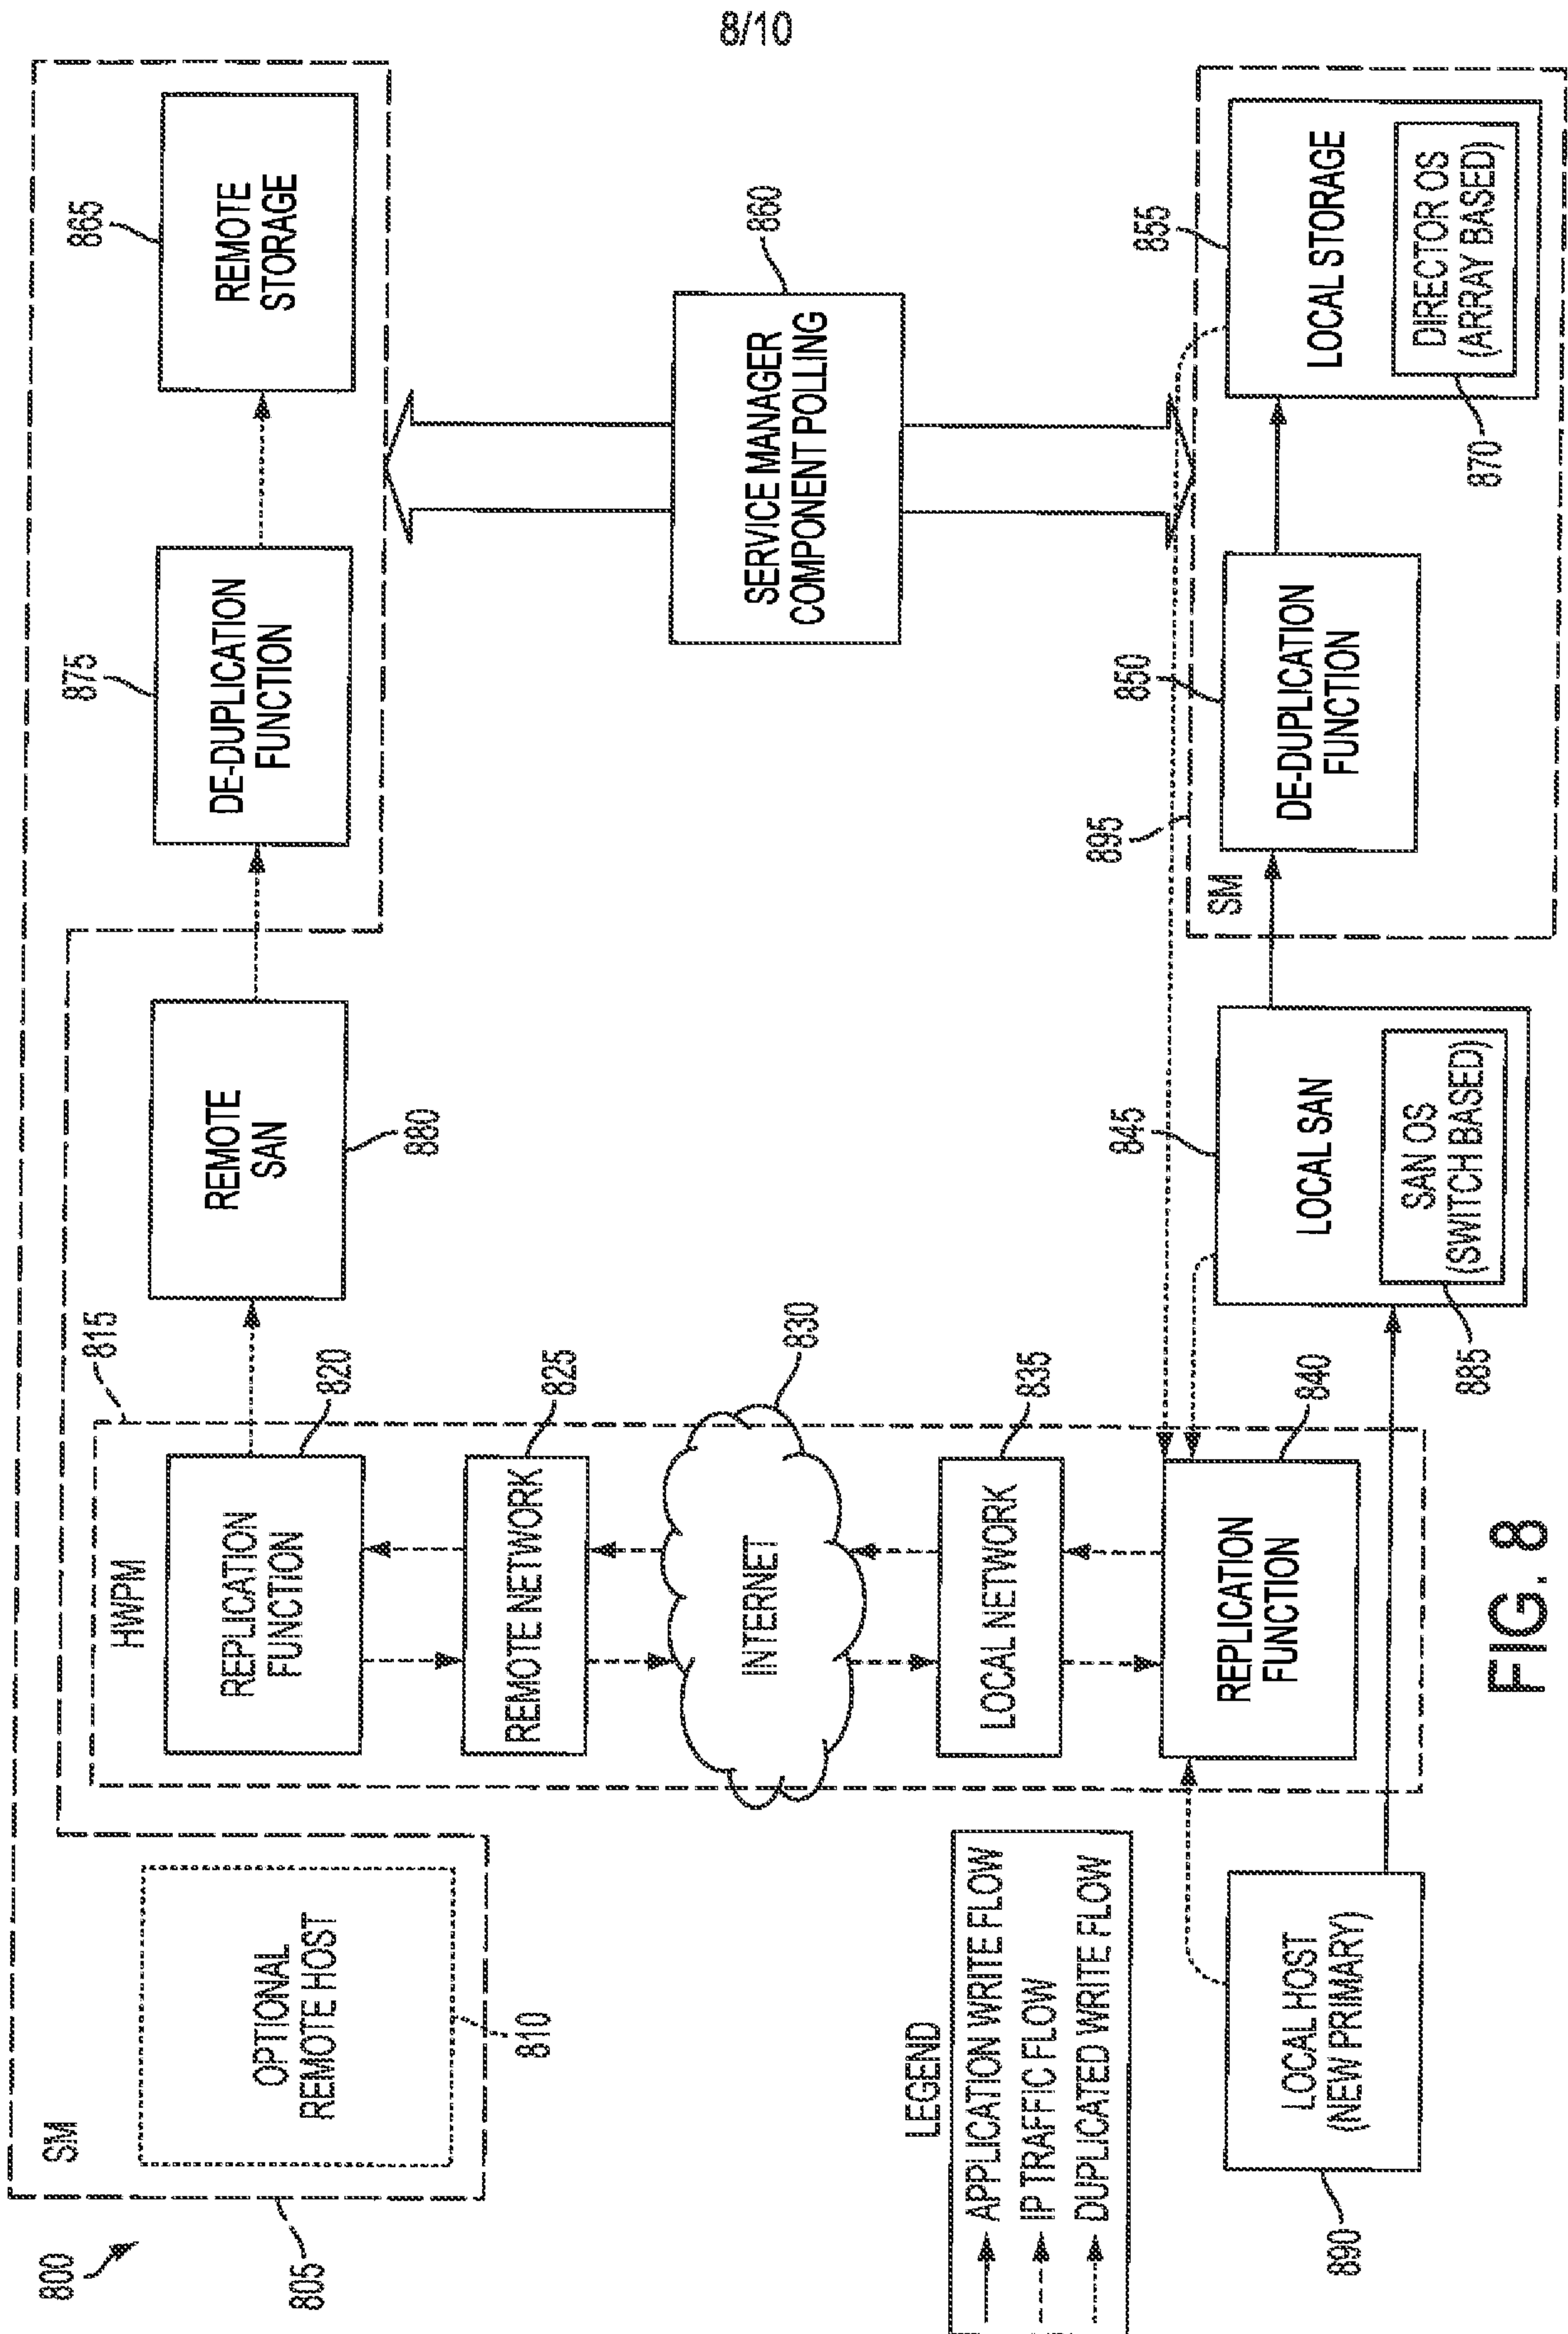 8/10
800
805
SM
OPTIONAL
REMOTE HOST
810
815
HWPM
REPLICATION
FUNCTION
820
REMOTE NETWORK
825
INTERNET
830
LOCAL NETWORK
835
REPLICATION
FUNCTION
840
REMOTE
SAN
880
DE-DUPLICATION
FUNCTION
875
REMOTE
STORAGE
865
SERVICE MANAGER
COMPONENT POLLING
860
LEGEND
APPLICATION WRITE FLOW
IP TRAFFIC FLOW
DUPLICATED WRITE FLOW
LOCAL HOST
(NEW PRIMARY)
890
LOCAL SAN
845
SAN OS
(SWITCH BASED)
885
SM
895
DE-DUPLICATION
FUNCTION
850
LOCAL STORAGE
855
DIRECTOR OS
(ARRAY BASED)
870
FIG. 8